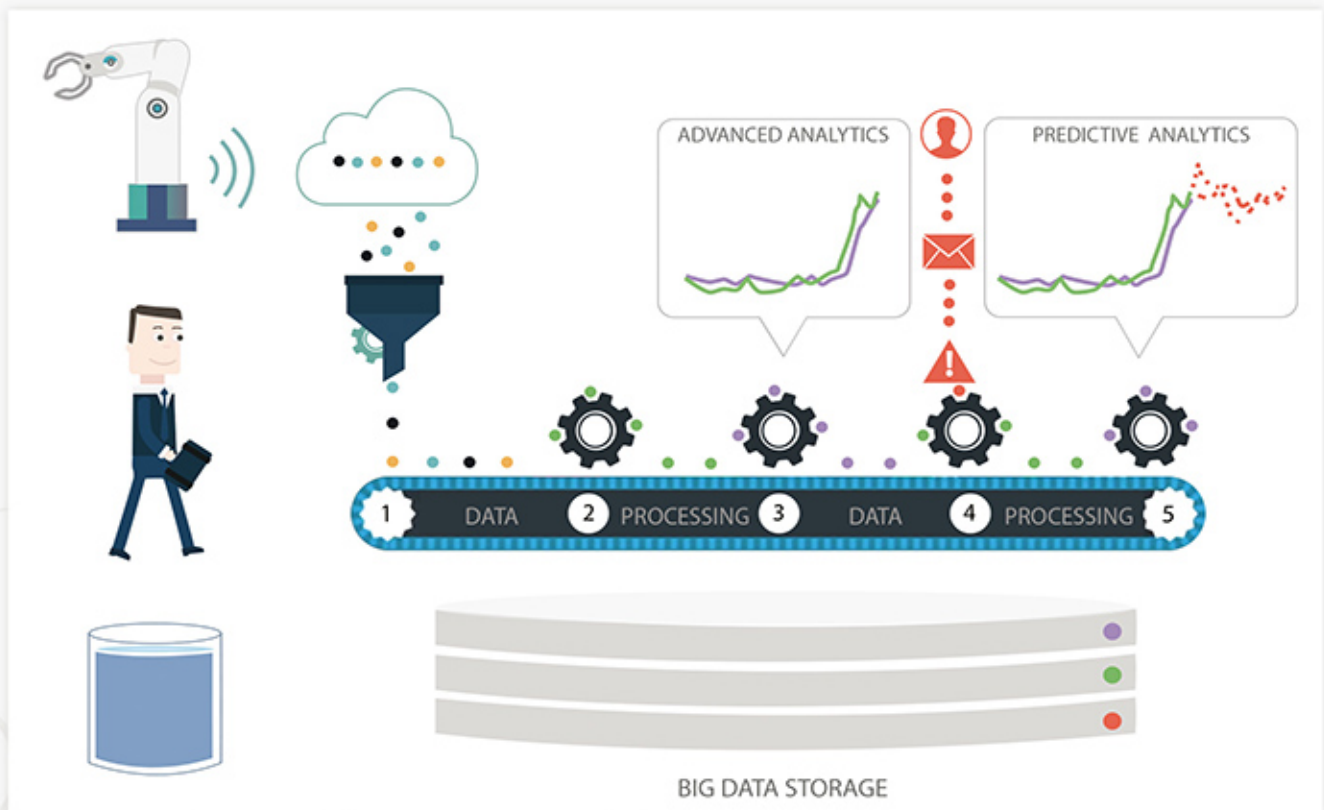 ADVANCED ANALYTICS
PREDICTIVE ANALYTICS
!
1 DATA 2 PROCESSING 3 DATA 4 PROCESSING 5
BIG DATA STORAGE